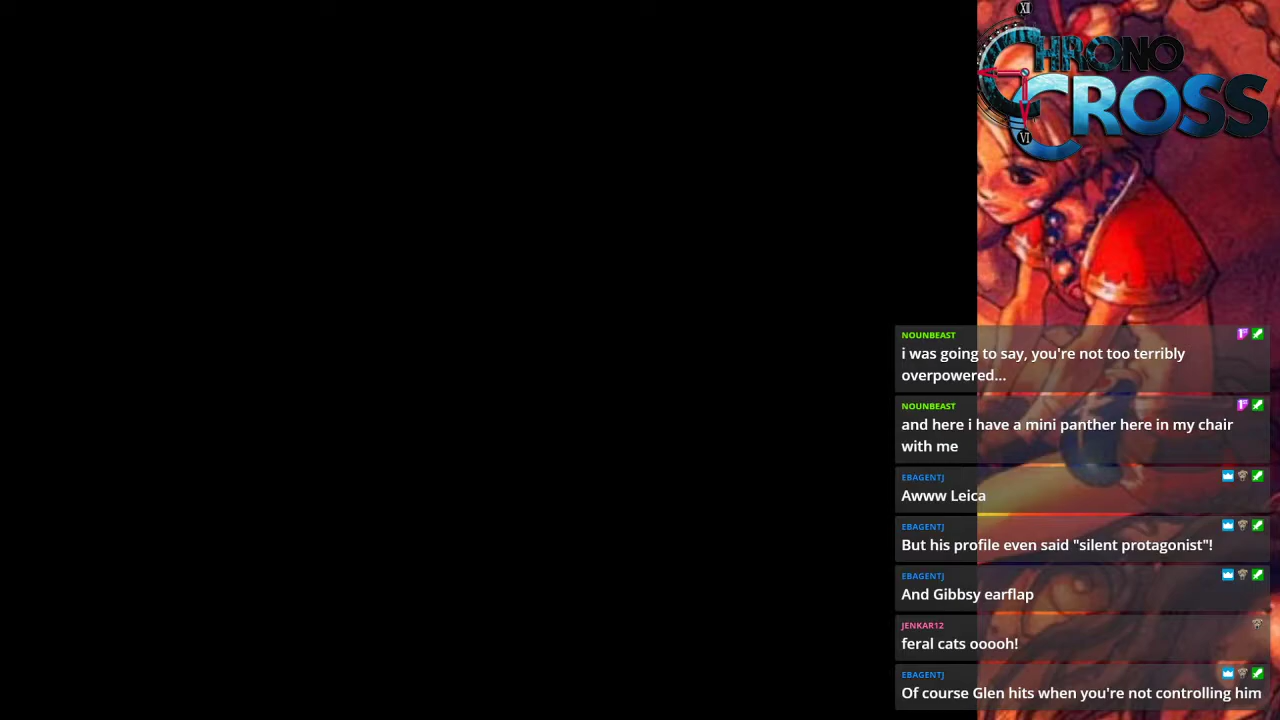 XII
CHRONO
CROSS
VI
NOUNBEAST
i was going to say, you're not too terribly
overpowered...
NOUNBEAST
and here i have a mini panther here in my chair
with me
EBAGENTJ
Awww Leica
EBAGENTJ
But his profile even said "silent protagonist"!
EBAGENTJ
And Gibbsy earflap
JENKAR12
feral cats ooooh!
EBAGENTJ
Of course Glen hits when you're not controlling him